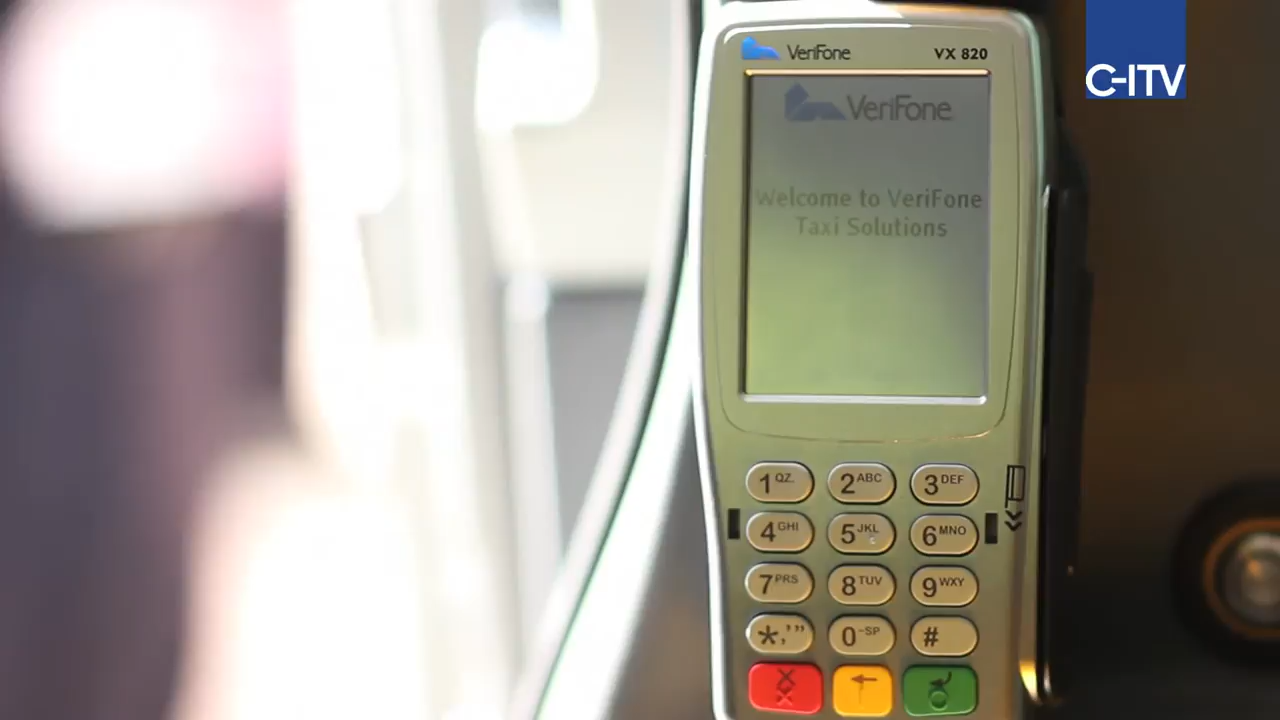 VeriFone VX 820
C-ITV
VeriFone
Welcome to VeriFone
Taxi Solutions
1 QZ. 2 ABC 3 DEF
4 GHI 5 JKL 6 MNO
7 PRS 8 TUV 9 WXY
*,'" 0 -SP #